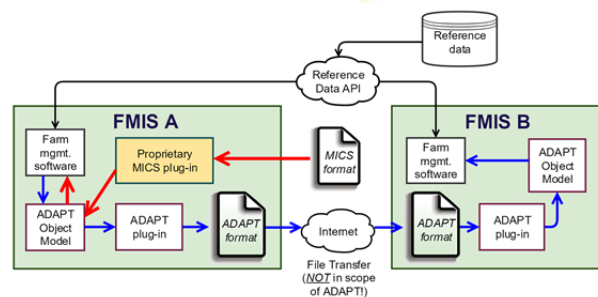 Reference
data
Reference
Data API
FMIS A
FMIS B
Farm
mgmt.
software
Proprietary
MICS plug-in
MICS
format
Farm
mgmt.
software
ADAPT
Object
Model
ADAPT
Object
Model
ADAPT
plug-in
ADAPT
format
Internet
ADAPT
format
ADAPT
plug-in
File Transfer
(NOT in scope
of ADAPT!)